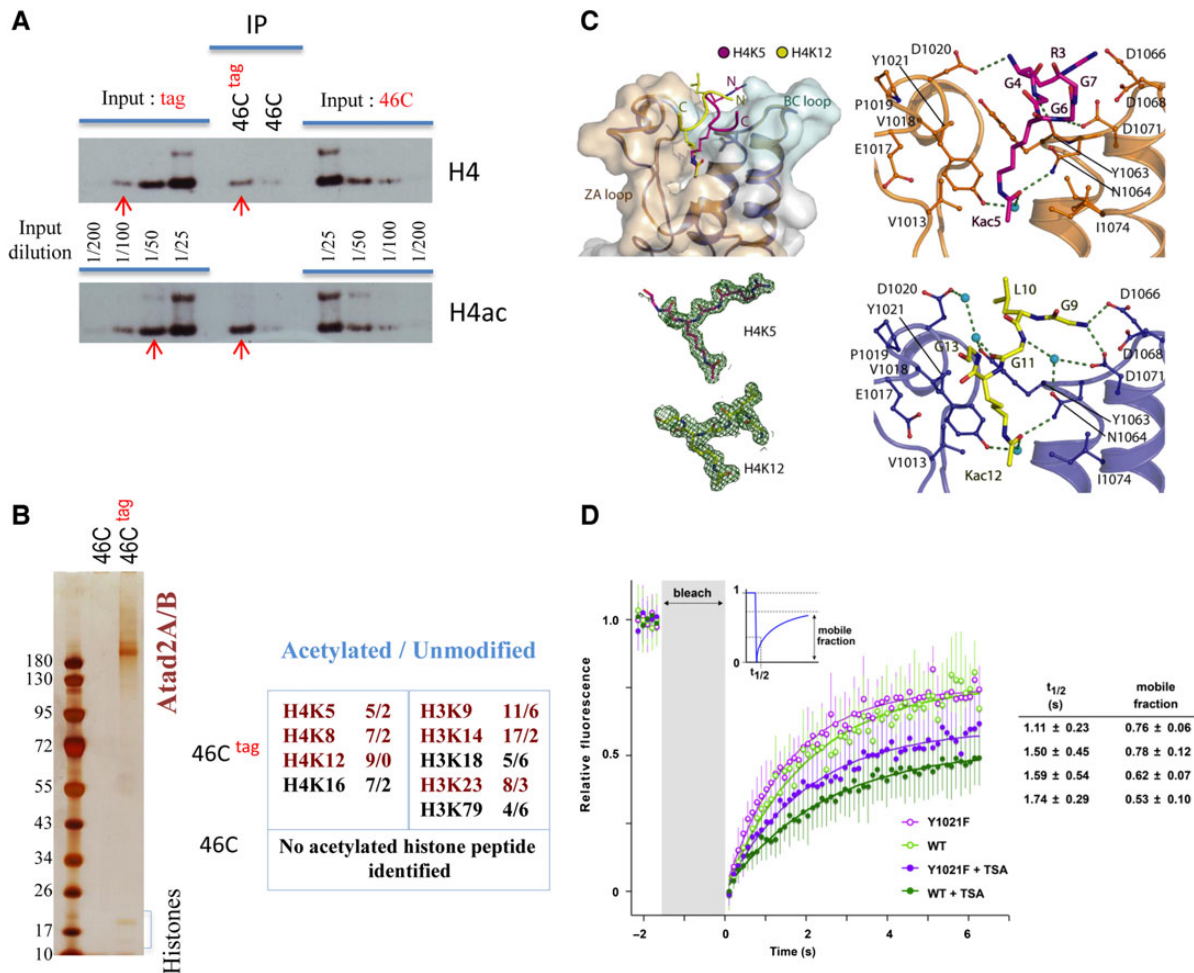 A
IP
Input : tag
46C tag
46C
Input : 46C
H4
Input
dilution
1/200
1/100
1/50
1/25
1/25
1/50
1/100
1/200
H4ac
B
46C
46C tag
180
130
95
72
55
43
34
26
17
10
Atad2A/B
Histones
Acetylated / Unmodified
46C tag
H4K5 5/2
H4K8 7/2
H4K12 9/0
H4K16 7/2
H3K9 11/6
H3K14 17/2
H3K18 5/6
H3K23 8/3
H3K79 4/6
46C
No acetylated histone peptide
identified
C
H4K5 H4K12
N
C
N
C
BC loop
ZA loop
D1020
R3
D1066
Y1021
G4
G7
P1019
G6
D1068
V1018
D1071
E1017
Y1063
N1064
V1013
Kac5
I1074
H4K5
H4K12
D1020
L10
G9
D1066
Y1021
G13
P1019
G11
D1068
V1018
D1071
E1017
Y1063
N1064
V1013
Kac12
I1074
D
bleach
1
0
t1/2
mobile
fraction
Relative fluorescence
1.0
0.5
0
−2
0
2
4
6
Time (s)
Y1021F
WT
Y1021F + TSA
WT + TSA
t1/2 mobile
(s) fraction
1.11 ± 0.23 0.76 ± 0.06
1.50 ± 0.45 0.78 ± 0.12
1.59 ± 0.54 0.62 ± 0.07
1.74 ± 0.29 0.53 ± 0.10